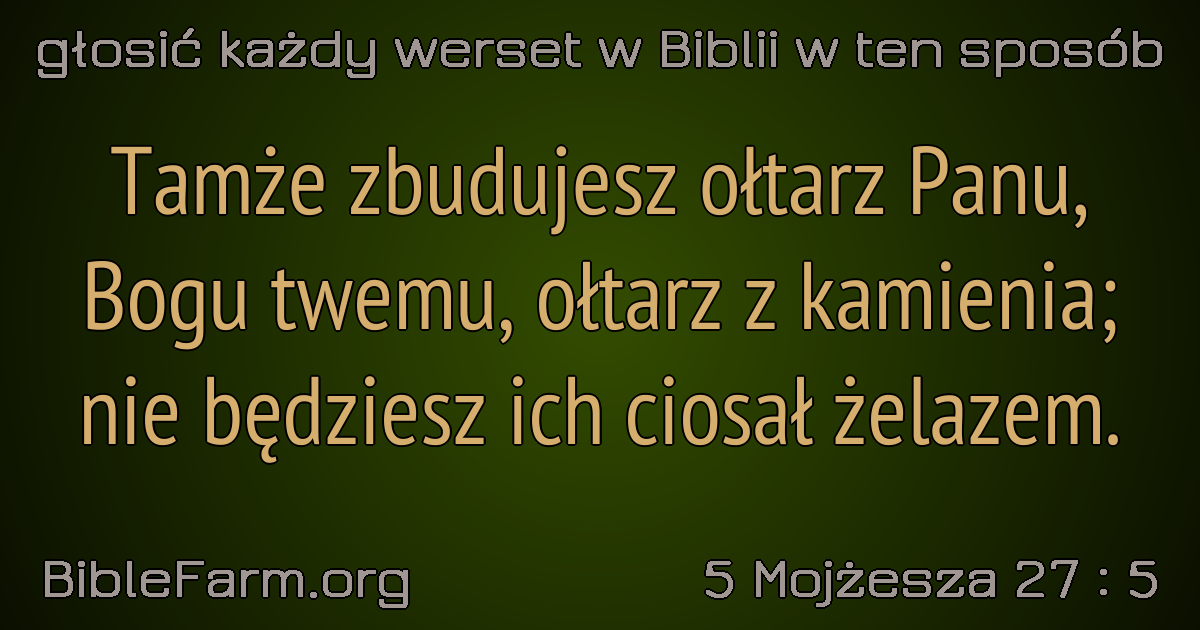 głosić każdy werset w Biblii w ten sposób
Tamże zbudujesz ołtarz Panu,
Bogu twemu, ołtarz z kamienia;
nie będziesz ich ciosał żelazem.
BibleFarm.org
5 Mojżesza 27 : 5